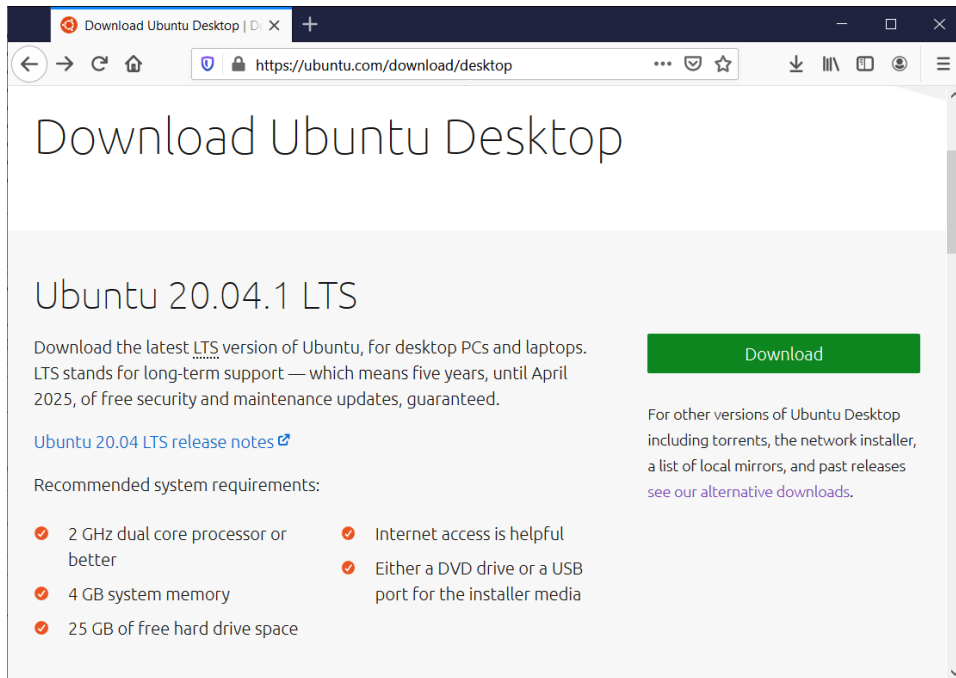 Download Ubuntu Desktop | D
https://ubuntu.com/download/desktop
Download Ubuntu Desktop
Ubuntu 20.04.1 LTS
Download the latest LTS version of Ubuntu, for desktop PCs and laptops.
LTS stands for long-term support — which means five years, until April
2025, of free security and maintenance updates, guaranteed.
Ubuntu 20.04 LTS release notes
Recommended system requirements:
2 GHz dual core processor or
better
4 GB system memory
25 GB of free hard drive space
Internet access is helpful
Either a DVD drive or a USB
port for the installer media
Download
For other versions of Ubuntu Desktop
including torrents, the network installer,
a list of local mirrors, and past releases
see our alternative downloads.